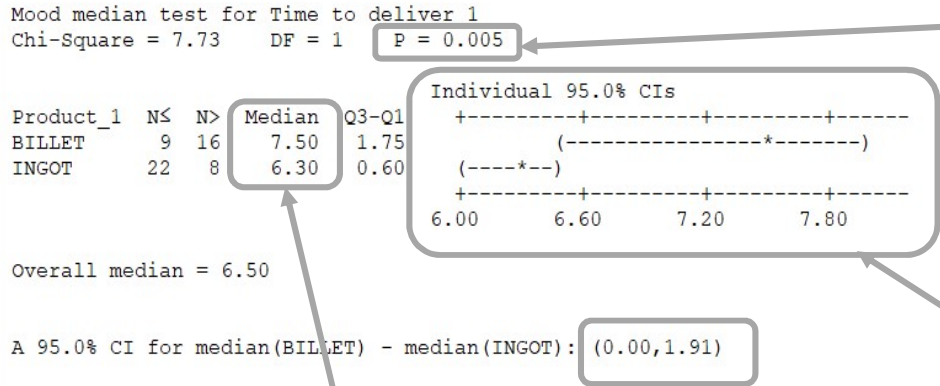 Mood median test for Time to deliver 1
Chi-Square = 7.73    DF = 1    P = 0.005
Individual 95.0% CIs
Product_1  N≤  N>  Median  Q3-Q1  +---------+---------+---------+------
BILLET      9  16    7.50   1.75          (----------------*-------)
INGOT      22   8    6.30   0.60  (----*--)
+---------+---------+---------+------
6.00      6.60      7.20      7.80
Overall median = 6.50
A 95.0% CI for median(BILLET) - median(INGOT): (0.00,1.91)